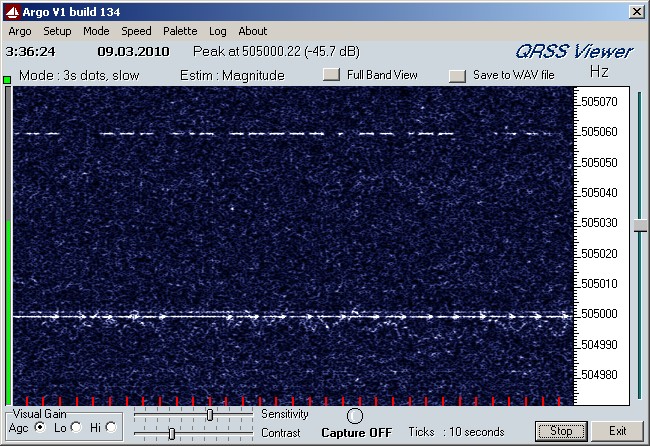 Argo V1 build 134
Argo Setup Mode Speed Palette Log About
3:36:24 09.03.2010 Peak at 505000.22 (-45.7 dB) QRSS Viewer
Mode : 3s dots, slow Estim : Magnitude Full Band View Save to WAV file Hz
505070
505060
505050
505040
505030
505020
505010
505000
504990
504980
Visual Gain
Agc Lo Hi
Sensitivity
Contrast
Capture OFF
Ticks : 10 seconds
Stop
Exit